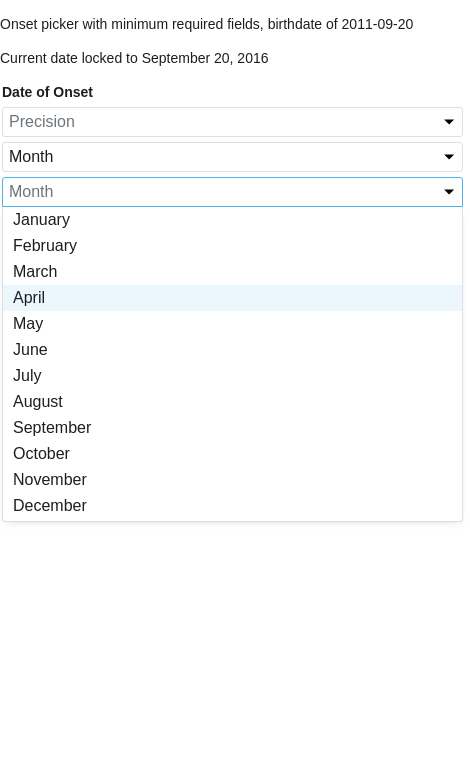 Onset picker with minimum required fields, birthdate of 2011-09-20
Current date locked to September 20, 2016
Date of Onset
Precision
Month
Month
January
February
March
April
May
June
July
August
September
October
November
December